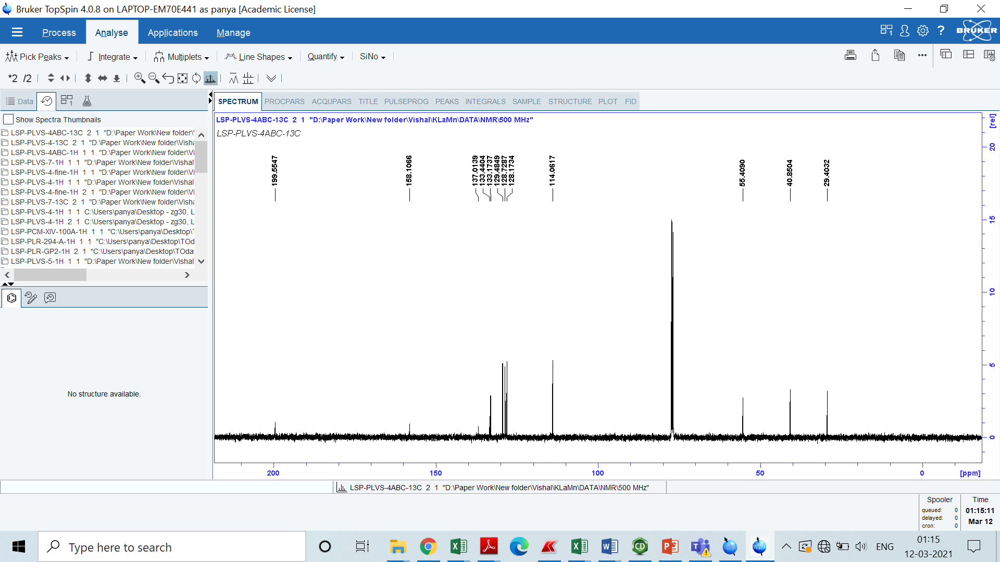 Bruker TopSpin 4.0.8 on LAPTOP-EM70E441 as panya [Academic License]
Process Analyse Applications Manage
1 ? BRUKER
Pick Peaks Integrate Multiplets Line Shapes Quantify SiNo
*2 /2
Data 1
SPECTRUM PROCPARS ACQUPARS TITLE PULSEPROG PEAKS INTEGRALS SAMPLE STRUCTURE PLOT FID
Show Spectra Thumbnails
LSP-PLVS-4ABC-13C 2 1 "D:\Paper Work\New folder\
LSP-PLVS-4-13C 2 1 "D:\Paper Work\New folder\Visha
LSP-PLVS-4ABC-1H 1 1 "D:\Paper Work\New folder\Vi
LSP-PLVS-7-1H 1 1 "D:\Paper Work\New folder\Vishal
LSP-PLVS-4-fine-1H 1 1 "D:\Paper Work\New folder\Vi
LSP-PLVS-4-1H 1 1 "D:\Paper Work\New folder\Vishal'
LSP-PLVS-4-fine-1H 2 1 "D:\Paper Work\New folder\Vi
LSP-PLVS-7-13C 2 1 "D:\Paper Work\New folder\Visha
LSP-PLVS-4-1H 1 1 C:\Users\panya\Desktop - zg30, L
LSP-PLVS-4-1H 2 1 C:\Users\panya\Desktop - zg30, L
LSP-PCM-XIV-100A-1H 1 1 "C:\Users\panya\Desktop\T
LSP-PLR-294-A-1H 1 1 "C:\Users\panya\Desktop\TOd
LSP-PLR-GP2-1H 2 1 "C:\Users\panya\Desktop\TOda
LSP-PLVS-5-1H 1 1 "D:\Paper Work\New folder\Vishal'
No structure available.
LSP-PLVS-4ABC-13C 2 1 "D:\Paper Work\New folder\Vishal\KLaMn\DATA\NMR\500 MHz"
LSP-PLVS-4ABC-13C
199.5547
158.1066
137.0139
133.4404
133.1737
129.4849
128.7287
128.1734
114.0617
55.4090
40.8504
29.4032
[rel]
20
15
10
5
0
200 150 100 50 0 [ppm]
LSP-PLVS-4ABC-13C 2 1 "D:\Paper Work\New folder\Vishal\KLaMn\DATA\NMR\500 MHz"
Spooler
queued: 0
delayed: 0
cron: 0
Time
01:15:11
Mar 12
Type here to search
CD
ENG
01:15
12-03-2021